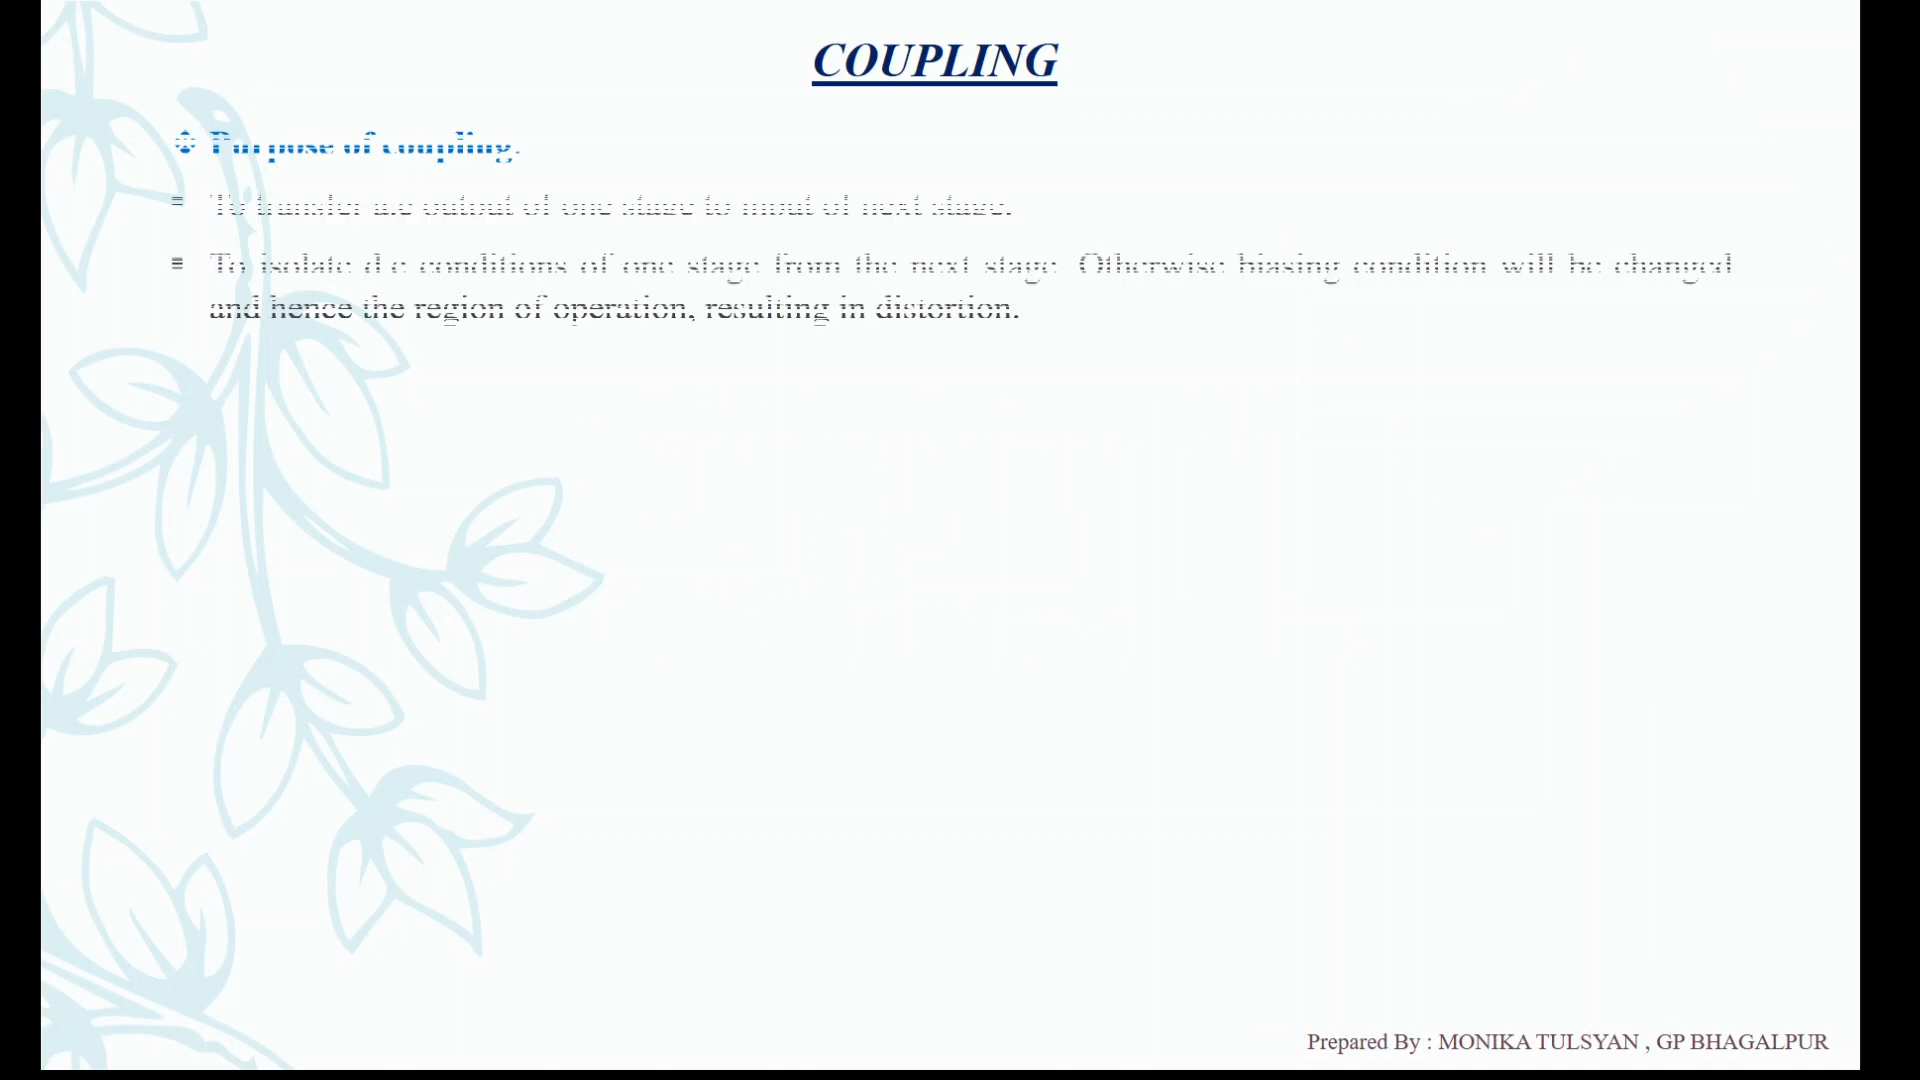 COUPLING
❖ Purpose of coupling.
▪ To transfer a.c output of one stage to input of next stage.
▪ To isolate d.c conditions of one stage from the next stage. Otherwise biasing condition will be changed
and hence the region of operation, resulting in distortion.
Prepared By : MONIKA TULSYAN , GP BHAGALPUR